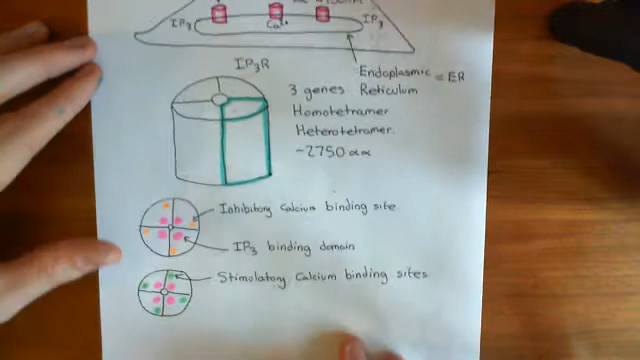 IP3
Ca2+
IP3
Endoplasmic = ER
Reticulum
IP3R
3 genes
Homotetramer
Heterotetramer.
~2750 aa
Inhibitory Calcium binding site
IP3 binding domain
Stimulatory Calcium binding sites